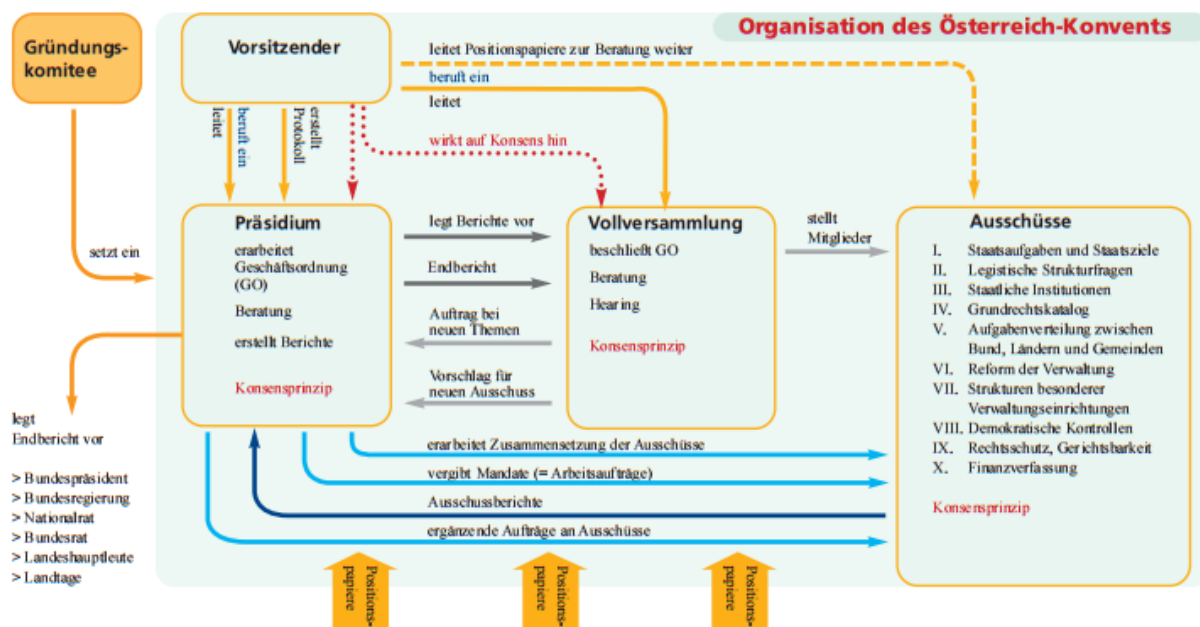 Organisation des Österreich-Konvents
Gründungs-
komitee
Vorsitzender
leitet Positionspapiere zur Beratung weiter
beruft ein
leitet
wirkt auf Konsens hin
leitet
beruft ein
erstellt
Protokoll
setzt ein
Präsidium
erarbeitet
Geschäftsordnung
(GO)
Beratung
erstellt Berichte
Konsensprinzip
legt Berichte vor
Endbericht
Auftrag bei
neuen Themen
Vorschlag für
neuen Ausschuss
Vollversammlung
beschließt GO
Beratung
Hearing
Konsensprinzip
stellt
Mitglieder
Ausschüsse
I. Staatsaufgaben und Staatsziele
II. Legistische Strukturfragen
III. Staatliche Institutionen
IV. Grundrechtskatalog
V. Aufgabenverteilung zwischen
Bund, Ländern und Gemeinden
VI. Reform der Verwaltung
VII. Strukturen besonderer
Verwaltungseinrichtungen
VIII. Demokratische Kontrollen
IX. Rechtsschutz, Gerichtsbarkeit
X. Finanzverfassung
Konsensprinzip
legt
Endbericht vor
> Bundespräsident
> Bundesregierung
> Nationalrat
> Bundesrat
> Landeshauptleute
> Landtage
erarbeitet Zusammensetzung der Ausschüsse
vergibt Mandate (= Arbeitsaufträge)
Ausschussberichte
ergänzende Aufträge an Ausschüsse
Positions-
papiere
Positions-
papiere
Positions-
papiere